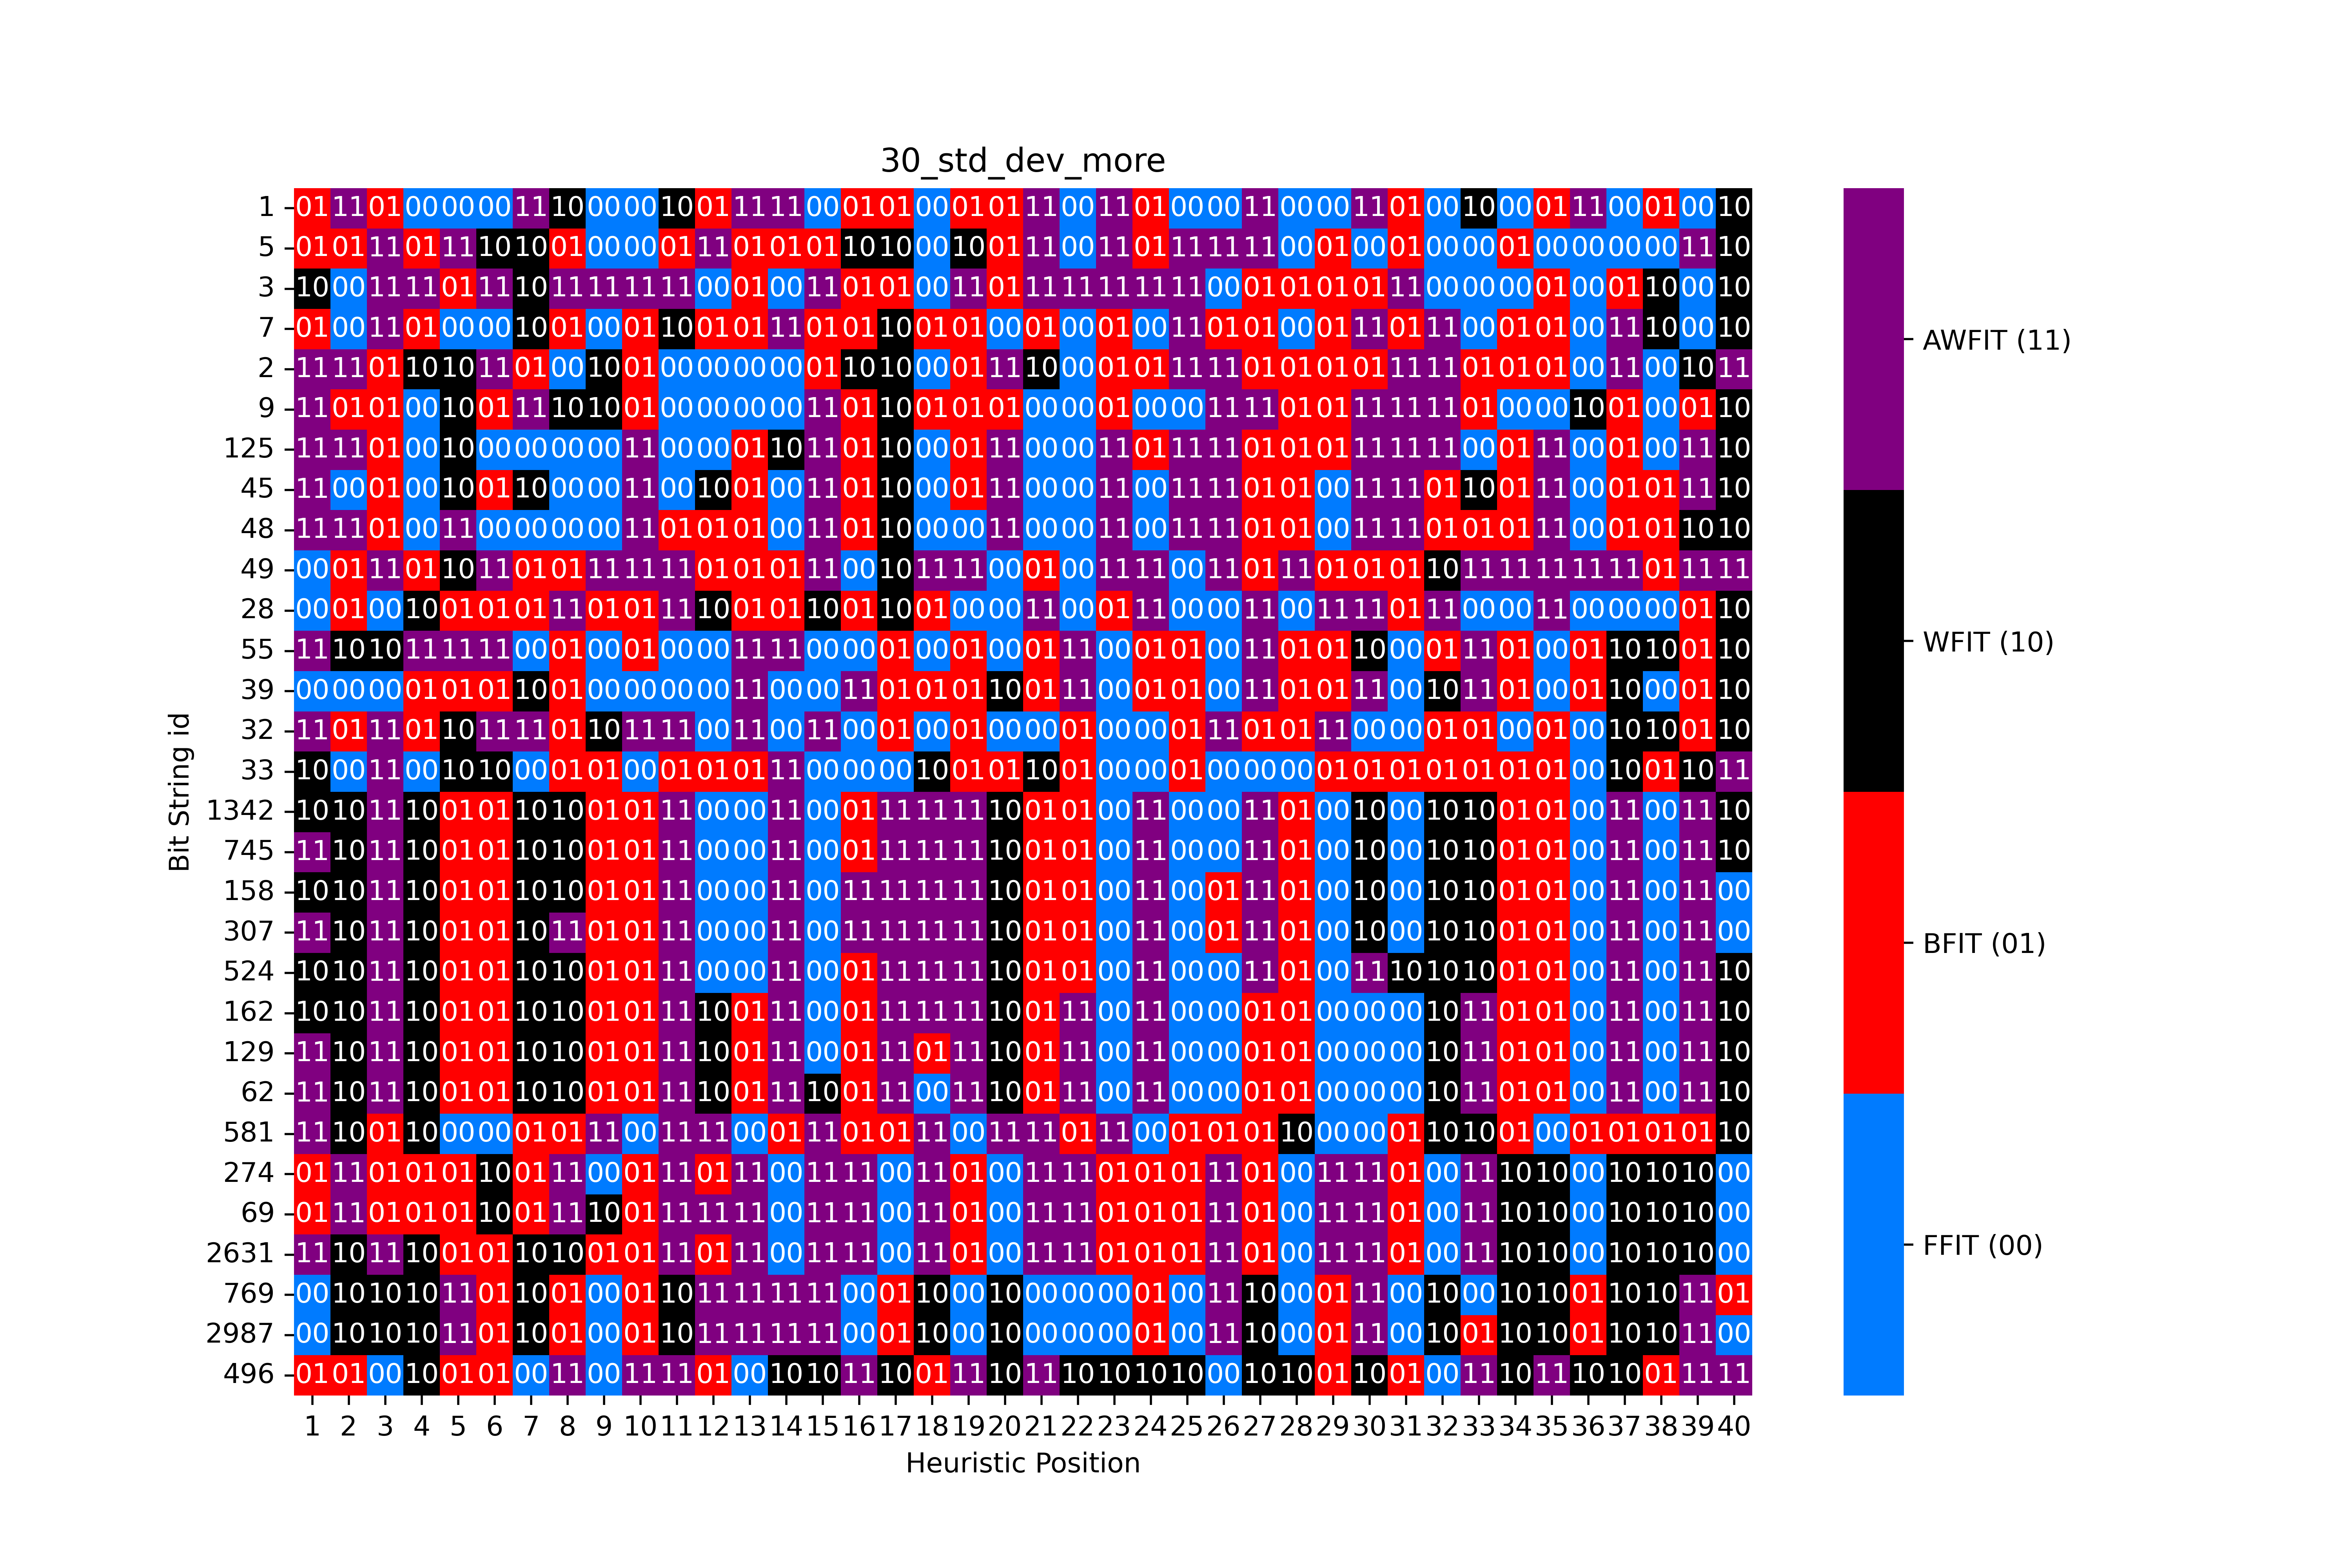 30_std_dev_more
1 01 11 01 00 00 00 11 10 00 00 10 01 11 11 00 01 01 00 01 01 11 00 11 01 00 00 11 00 00 11 01 00 10 00 01 11 00 01 00 10
5 01 01 11 01 11 10 10 01 00 00 01 11 01 01 01 10 10 00 10 01 11 00 11 01 11 11 11 00 01 00 01 00 00 01 00 00 00 00 11 10
3 10 00 11 11 01 11 10 11 11 11 11 00 01 00 11 01 01 00 11 01 11 11 11 11 11 00 01 01 01 01 11 00 00 00 01 00 01 10 00 10
7 01 00 11 01 00 00 10 01 00 01 10 01 01 11 01 01 10 01 01 00 01 00 01 00 11 01 01 00 01 11 01 11 00 01 01 00 11 10 00 10
2 11 11 01 10 10 11 01 00 10 01 00 00 00 00 01 10 10 00 01 11 10 00 01 01 11 11 01 01 01 01 11 11 01 01 01 00 11 00 10 11
9 11 01 01 00 10 01 11 10 10 01 00 00 00 00 11 01 10 01 01 01 00 00 01 00 00 11 11 01 01 11 11 11 01 00 00 10 01 00 01 10
125 11 11 01 00 10 00 00 00 00 11 00 00 01 10 11 01 10 00 01 11 00 00 11 01 11 11 01 01 01 11 11 11 00 01 11 00 01 00 11 10
45 11 00 01 00 10 01 10 00 00 11 00 10 01 00 11 01 10 00 01 11 00 00 11 00 11 11 01 01 00 11 11 01 10 01 11 00 01 01 11 10
48 11 11 01 00 11 00 00 00 00 11 01 01 01 00 11 01 10 00 00 11 00 00 11 00 11 11 01 01 00 11 11 01 01 01 11 00 01 01 10 10
49 00 01 11 01 10 11 01 01 11 11 11 01 01 01 11 00 10 11 11 00 01 00 11 11 00 11 01 11 01 01 01 10 11 11 11 11 11 01 11 11
28 00 01 00 10 01 01 01 11 01 01 11 10 01 01 10 01 10 01 00 00 11 00 01 11 00 00 11 00 11 11 01 11 00 00 11 00 00 00 01 10
55 11 10 10 11 11 11 00 01 00 01 00 00 11 11 00 00 01 00 01 00 01 11 00 01 01 00 11 01 01 10 00 01 11 01 00 01 10 10 01 10
39 00 00 00 01 01 01 10 01 00 00 00 00 11 00 00 11 01 01 01 10 01 11 00 01 01 00 11 01 01 11 00 10 11 01 00 01 10 00 01 10
32 11 01 11 01 10 11 11 01 10 11 11 00 11 00 11 00 01 00 01 00 00 01 00 00 01 11 01 01 11 00 00 01 01 00 01 00 10 10 01 10
33 10 00 11 00 10 10 00 01 01 00 01 01 01 11 00 00 00 10 01 01 10 01 00 00 01 00 00 00 01 01 01 01 01 01 01 00 10 01 10 11
1342 10 10 11 10 01 01 10 10 01 01 11 00 00 11 00 01 11 11 11 10 01 01 00 11 00 00 11 01 00 10 00 10 10 01 01 00 11 00 11 10
745 11 10 11 10 01 01 10 10 01 01 11 00 00 11 00 01 11 11 11 10 01 01 00 11 00 00 11 01 00 10 00 10 10 01 01 00 11 00 11 10
158 10 10 11 10 01 01 10 10 01 01 11 00 00 11 00 11 11 11 11 10 01 01 00 11 00 01 11 01 00 10 00 10 10 01 01 00 11 00 11 00
307 11 10 11 10 01 01 10 11 01 01 11 00 00 11 00 11 11 11 11 10 01 01 00 11 00 01 11 01 00 10 00 10 10 01 01 00 11 00 11 00
524 10 10 11 10 01 01 10 10 01 01 11 00 00 11 00 01 11 11 11 10 01 01 00 11 00 00 11 01 00 11 10 10 10 01 01 00 11 00 11 10
162 10 10 11 10 01 01 10 10 01 01 11 10 01 11 00 01 11 11 11 10 01 11 00 11 00 00 01 01 00 00 00 10 11 01 01 00 11 00 11 10
129 11 10 11 10 01 01 10 10 01 01 11 10 01 11 00 01 11 01 11 10 01 11 00 11 00 00 01 01 00 00 00 10 11 01 01 00 11 00 11 10
62 11 10 11 10 01 01 10 10 01 01 11 10 01 11 10 01 11 00 11 10 01 11 00 11 00 00 01 01 00 00 00 10 11 01 01 00 11 00 11 10
581 11 10 01 10 00 00 01 01 11 00 11 11 00 01 11 01 01 11 00 11 11 01 11 00 01 01 01 10 00 00 01 10 10 01 00 01 01 01 01 10
274 01 11 01 01 01 10 01 11 00 01 11 01 11 00 11 11 00 11 01 00 11 11 01 01 01 11 01 00 11 11 01 00 11 10 10 00 10 10 10 00
69 01 11 01 01 01 10 01 11 10 01 11 11 11 00 11 11 00 11 01 00 11 11 01 01 01 11 01 00 11 11 01 00 11 10 10 00 10 10 10 00
2631 11 10 11 10 01 01 10 10 01 01 11 01 11 00 11 11 00 11 01 00 11 11 01 01 01 11 01 00 11 11 01 00 11 10 10 00 10 10 10 00
769 00 10 10 10 11 01 10 01 00 01 10 11 11 11 11 00 01 10 00 10 00 00 00 01 00 11 10 00 01 11 00 10 00 10 10 01 10 10 11 01
2987 00 10 10 10 11 01 10 01 00 01 10 11 11 11 11 00 01 10 00 10 00 00 00 01 00 11 10 00 01 11 00 10 01 10 10 01 10 10 11 00
496 01 01 00 10 01 01 00 11 00 11 11 01 00 10 10 11 10 01 11 10 11 10 10 10 10 00 10 10 01 10 01 00 11 10 11 10 10 01 11 11
1 2 3 4 5 6 7 8 9 10 11 12 13 14 15 16 17 18 19 20 21 22 23 24 25 26 27 28 29 30 31 32 33 34 35 36 37 38 39 40
Heuristic Position
Bit String id
AWFIT (11)
WFIT (10)
BFIT (01)
FFIT (00)